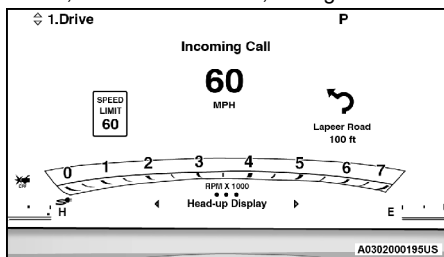 1.Drive
P
Incoming Call
60
MPH
SPEED
LIMIT
60
Lapeer Road
100 ft
0 1 2 3 4 5 6 7
RPM X 1000
H
Head-up Display
E
A0302000195US